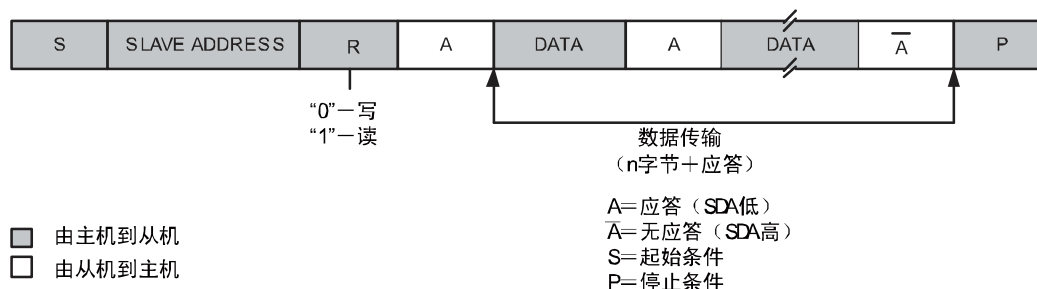 S SLAVE ADDRESS R A DATA A DATA A̅ P
“0”－写
“1”－读
数据传输
（n字节＋应答）
A＝应答（SDA低）
A̅＝无应答（SDA高）
S＝起始条件
P＝停止条件
由主机到从机
由从机到主机